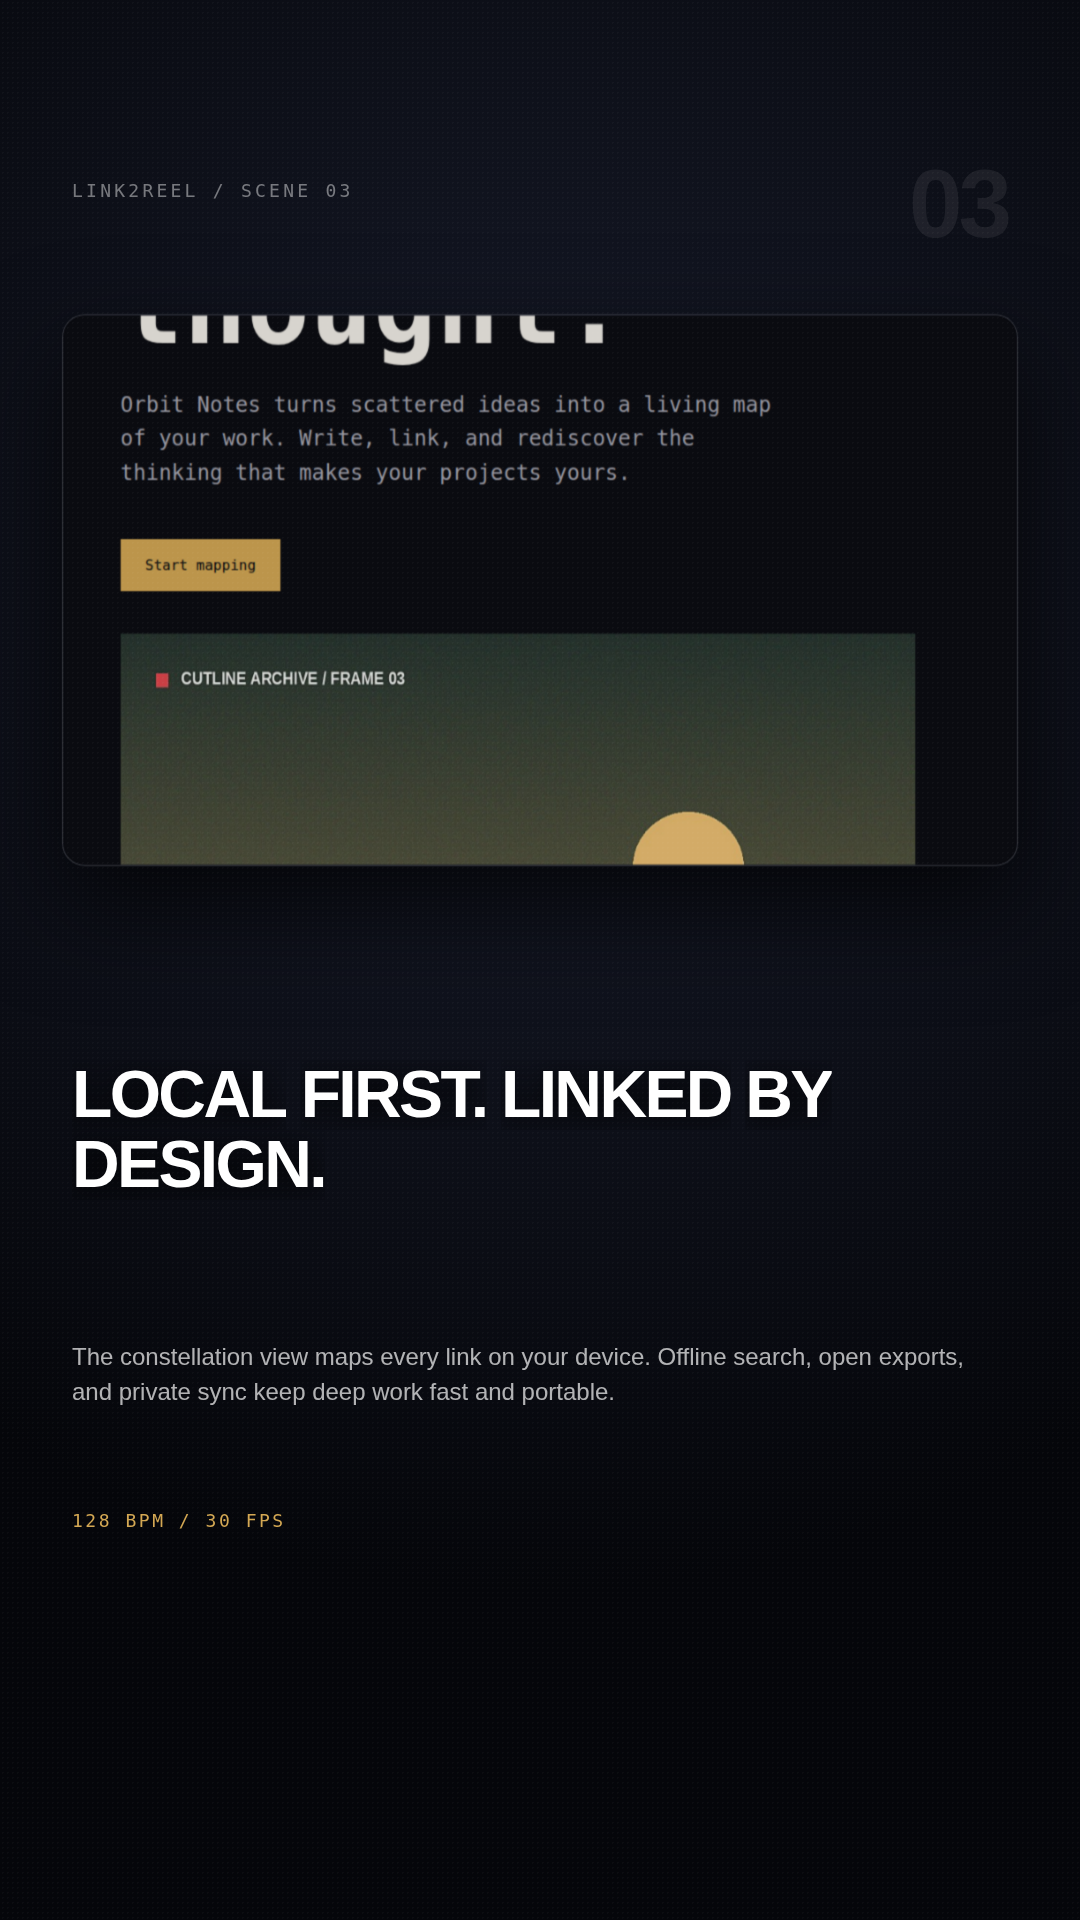 LINK2REEL / SCENE 03
03
thought.
Orbit Notes turns scattered ideas into a living map
of your work. Write, link, and rediscover the
thinking that makes your projects yours.
Start mapping
CUTLINE ARCHIVE / FRAME 03
LOCAL FIRST. LINKED BY
DESIGN.
The constellation view maps every link on your device. Offline search, open exports,
and private sync keep deep work fast and portable.
128 BPM / 30 FPS